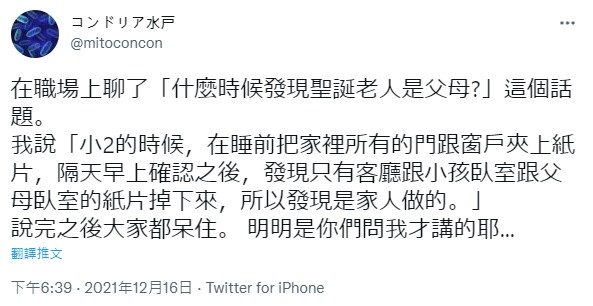 コンドリア水戸
@mitoconcon
在職場上聊了「什麼時候發現聖誕老人是父母?」這個話
題。
我說「小2的時候，在睡前把家裡所有的門跟窗戶夾上紙
片，隔天早上確認之後，發現只有客廳跟小孩臥室跟父
母臥室的紙片掉下來，所以發現是家人做的。」
說完之後大家都呆住。 明明是你們問我才講的耶...
翻譯推文
下午6:39 · 2021年12月16日 · Twitter for iPhone